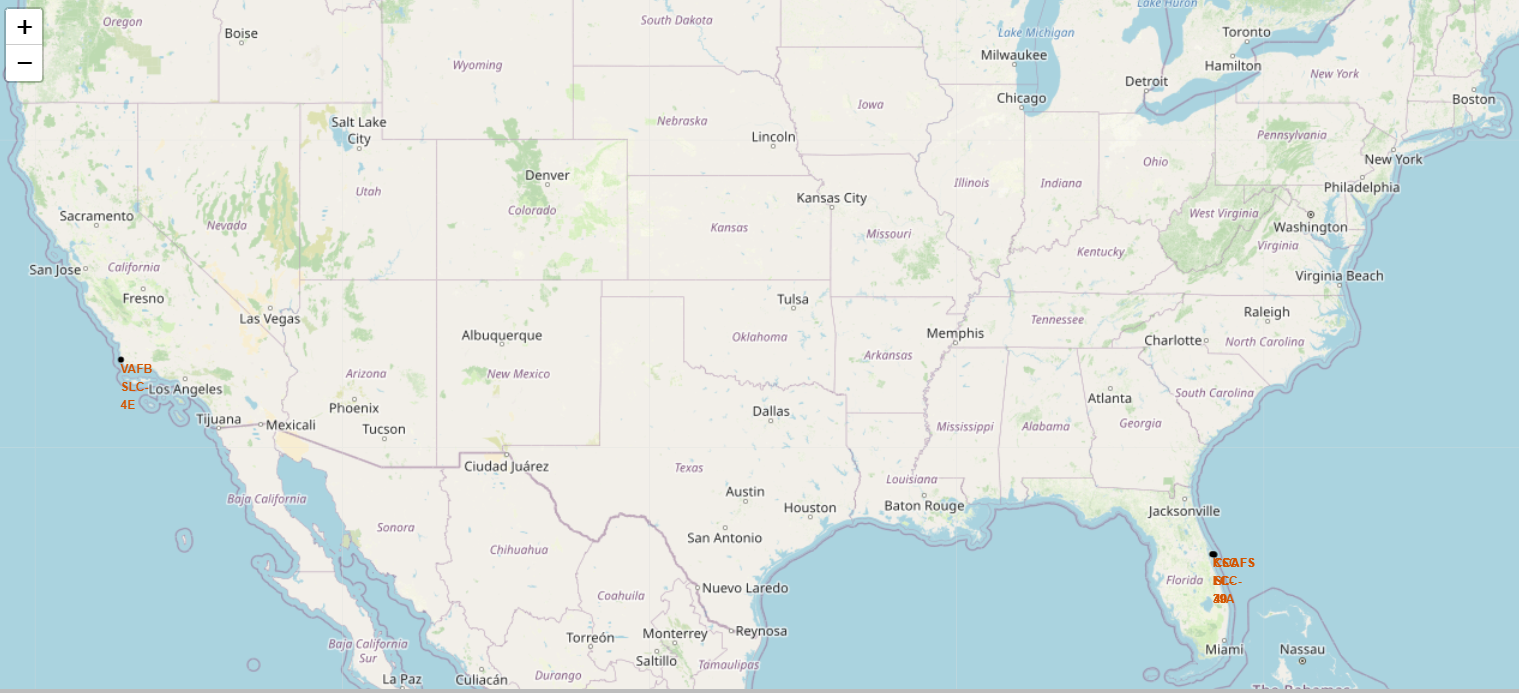 +
−
Oregon
Boise
South Dakota
Lake Huron
Lake Michigan
Toronto
Milwaukee
Hamilton
Wyoming
New York
Detroit
Chicago
Iowa
Boston
Nebraska
Salt Lake
City
Lincoln
Pennsylvania
New York
Ohio
Denver
Utah
Illinois
Indiana
Philadelphia
Kansas City
Colorado
Sacramento
West Virginia
Nevada
Kansas
Washington
Missouri
Virginia
Kentucky
San Jose
California
Virginia Beach
Fresno
Tulsa
Las Vegas
Raleigh
Tennessee
Albuquerque
Oklahoma
Memphis
Charlotte
North Carolina
Arkansas
VAFB
SLC-
4E
Los Angeles
Arizona
New Mexico
South Carolina
Phoenix
Atlanta
Dallas
Tijuana
Mexicali
Tucson
Mississippi
Alabama
Georgia
Ciudad Juárez
Texas
Louisiana
Austin
Baja California
Houston
Baton Rouge
Jacksonville
Sonora
San Antonio
Chihuahua
Florida
Nuevo Laredo
Coahuila
Reynosa
Monterrey
Torreón
Baja California
Sur
Miami
Nassau
Saltillo
Tamaulipas
Durango
La Paz
Culiacán
The Bahamas